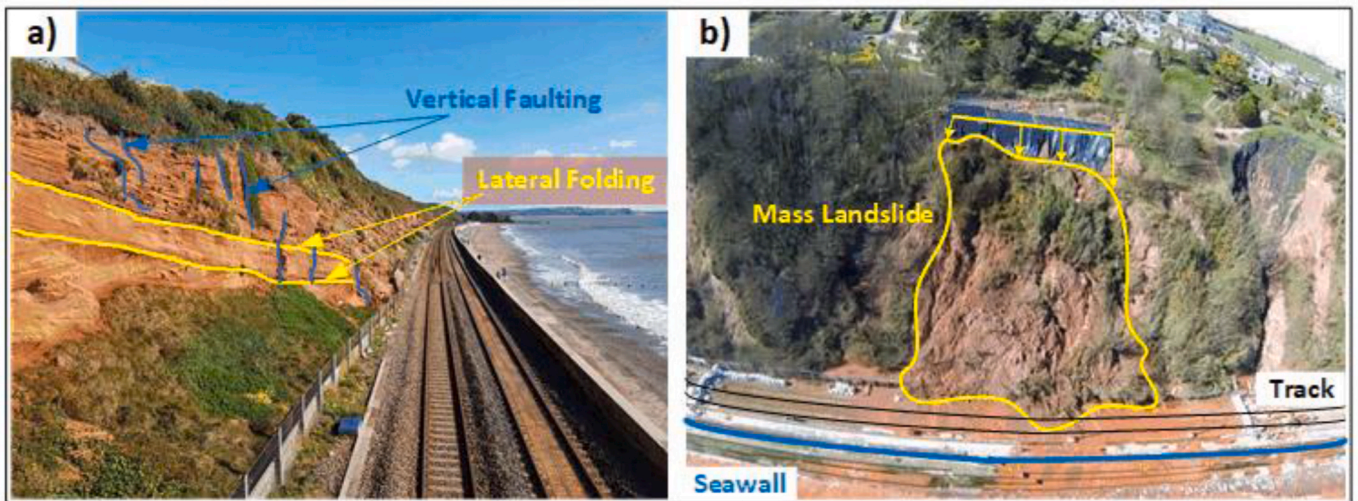 a)
Vertical Faulting
Lateral Folding
b)
Mass Landslide
Track
Seawall